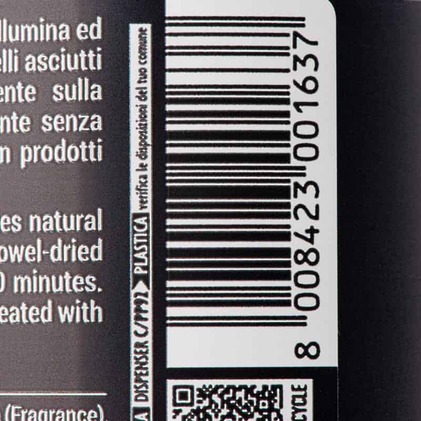 llumina ed
elli asciutti
ente sulla
nte senza
n prodotti
es natural
owel-dried
0 minutes.
eated with
(Fragrance)
A DISPENSER C/PP92 PLASTICA verifica le disposizioni del tuo comune
8 008423 001637
CYCLE